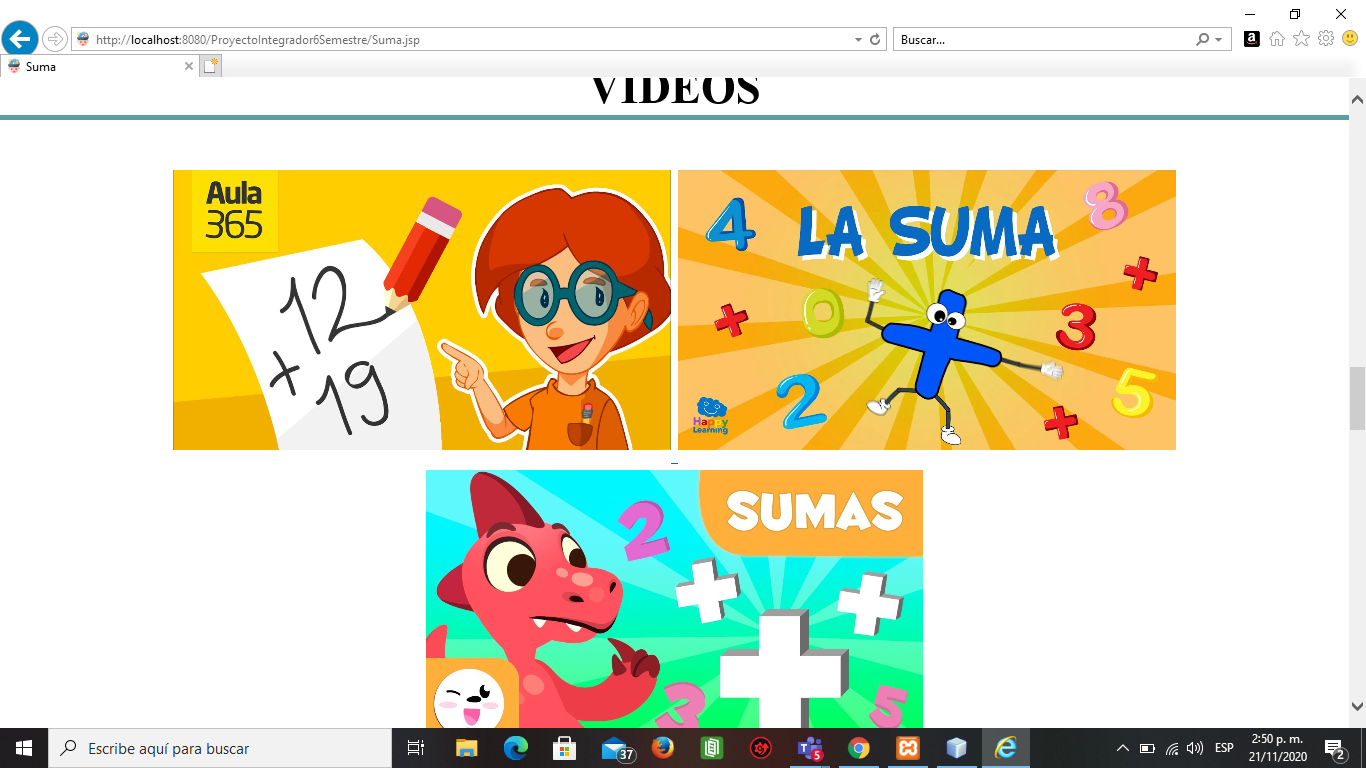 http://localhost:8080/ProyectoIntegrador6Semestre/Suma.jsp
Buscar...
Suma
VIDEOS
Aula
365
12
+ 19
LA SUMA
4
8
+
+
0
3
2
5
+
Happy
Learning
SUMAS
2
3
5
Escribe aquí para buscar
37
5
ESP
2:50 p. m.
21/11/2020
2